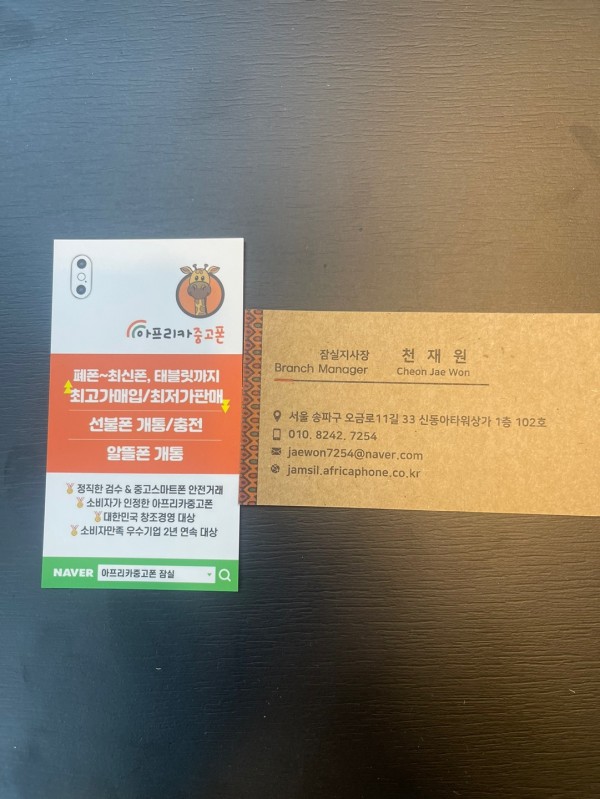 아프리카중고폰
폐폰~최신폰, 태블릿까지
최고가매입/최저가판매
선불폰 개통/충전
알뜰폰 개통
정직한 검수 & 중고스마트폰 안전거래
소비자가 인정한 아프리카중고폰
대한민국 창조경영 대상
소비자만족 우수기업 2년 연속 대상
NAVER 아프리카중고폰 잠실
잠실지사장 천 재 원
Branch Manager Cheon Jae Won
서울 송파구 오금로11길 33 신동아타워상가 1층 102호
010. 8242. 7254
jaewon7254@naver.com
jamsil.africaphone.co.kr